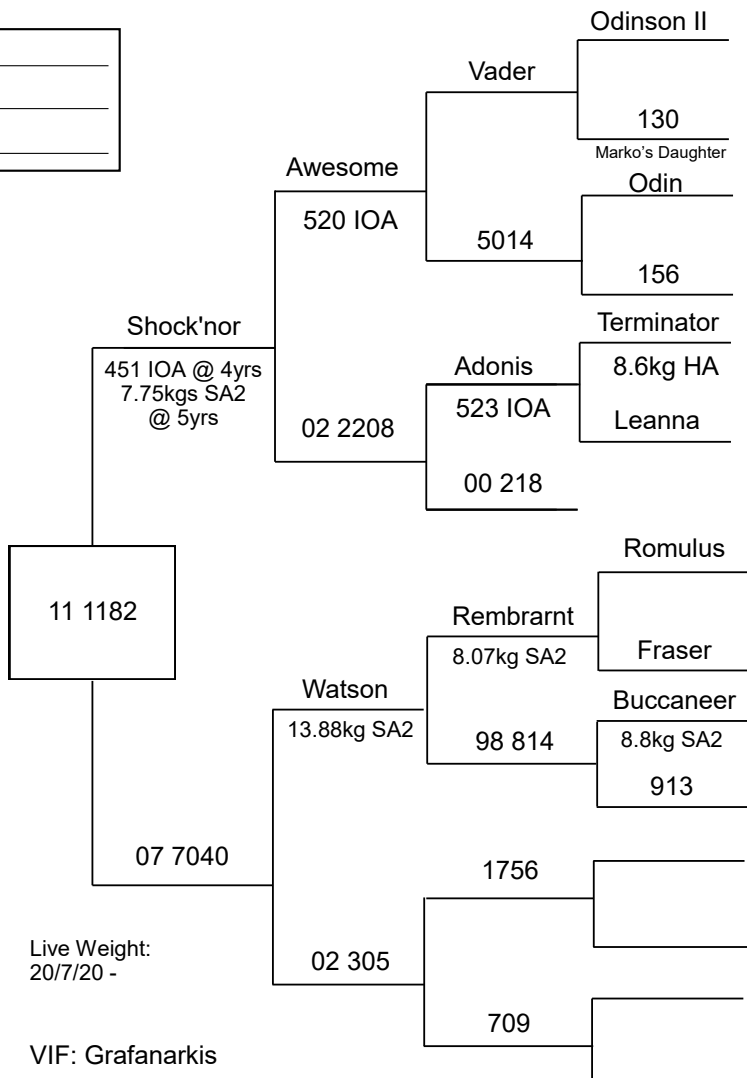 Odinson II
Vader
130
Marko's Daughter
Awesome
Odin
520 IOA
5014
156
Shock'nor
Terminator
451 IOA @ 4yrs
7.75kgs SA2
@ 5yrs
Adonis
8.6kg HA
523 IOA
02 2208
Leanna
00 218
Romulus
11 1182
Rembrarnt
8.07kg SA2
Fraser
Watson
Buccaneer
13.88kg SA2
98 814
8.8kg SA2
913
07 7040
1756
Live Weight:
20/7/20 -
02 305
709
VIF: Grafanarkis